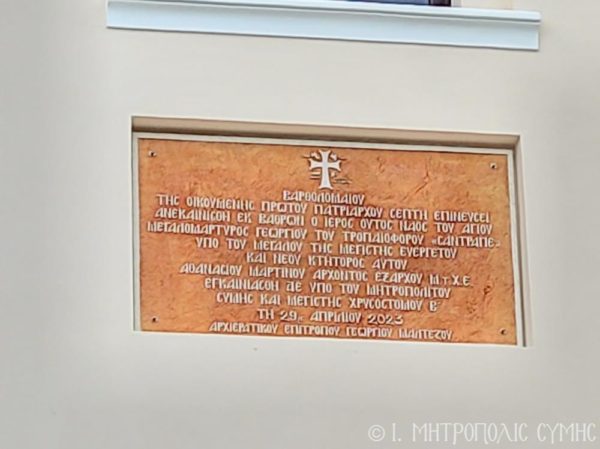 ΒΑΡΘΟΛΟΜΑΙΟΥ
ΤΗΣ ΟΙΚΟΥΜΕΝΗΣ ΠΡΩΤΟΥ ΠΑΤΡΙΑΡΧΟΥ ΣΕΠΤΗ ΕΠΙΝΕΥΣΕΙ
ΑΝΕΚΑΙΝΙΣΘΗ ΕΚ ΒΑΘΡΩΝ Ο ΙΕΡΟΣ ΟΥΤΟΣ ΝΑΟΣ ΤΟΥ ΑΓΙΟΥ
ΜΕΓΑΛΟΜΑΡΤΥΡΟΣ ΓΕΩΡΓΙΟΥ ΤΟΥ ΤΡΟΠΑΙΟΦΟΡΟΥ «ΣΑΝΤΡΑΠΕ»
ΥΠΟ ΤΟΥ ΜΕΓΑΛΟΥ ΤΗΣ ΜΕΓΙΣΤΗΣ ΕΥΕΡΓΕΤΟΥ
ΚΑΙ ΝΕΟΥ ΚΤΗΤΟΡΟΣ ΑΥΤΟΥ
ΑΘΑΝΑΣΙΟΥ ΜΑΡΤΙΝΟΥ ΑΡΧΟΝΤΟΣ ΕΞΑΡΧΟΥ Μ.τ.Χ.Ε.
ΕΓΚΑΙΝΙΑΣΘΗ ΔΕ ΥΠΟ ΤΟΥ ΜΗΤΡΟΠΟΛΙΤΟΥ
ΣΥΜΗΣ ΚΑΙ ΜΕΓΙΣΤΗΣ ΧΡΥΣΟΣΤΟΜΟΥ Β΄
ΤΗ 29η ΑΠΡΙΛΙΟΥ 2023
ΑΡΧΙΕΡΑΤΙΚΟΥ ΕΠΙΤΡΟΠΟΥ ΓΕΩΡΓΙΟΥ ΜΑΛΤΕΖΟΥ
© Ι. ΜΗΤΡΟΠΟΛΙΣ ΣΥΜΗΣ